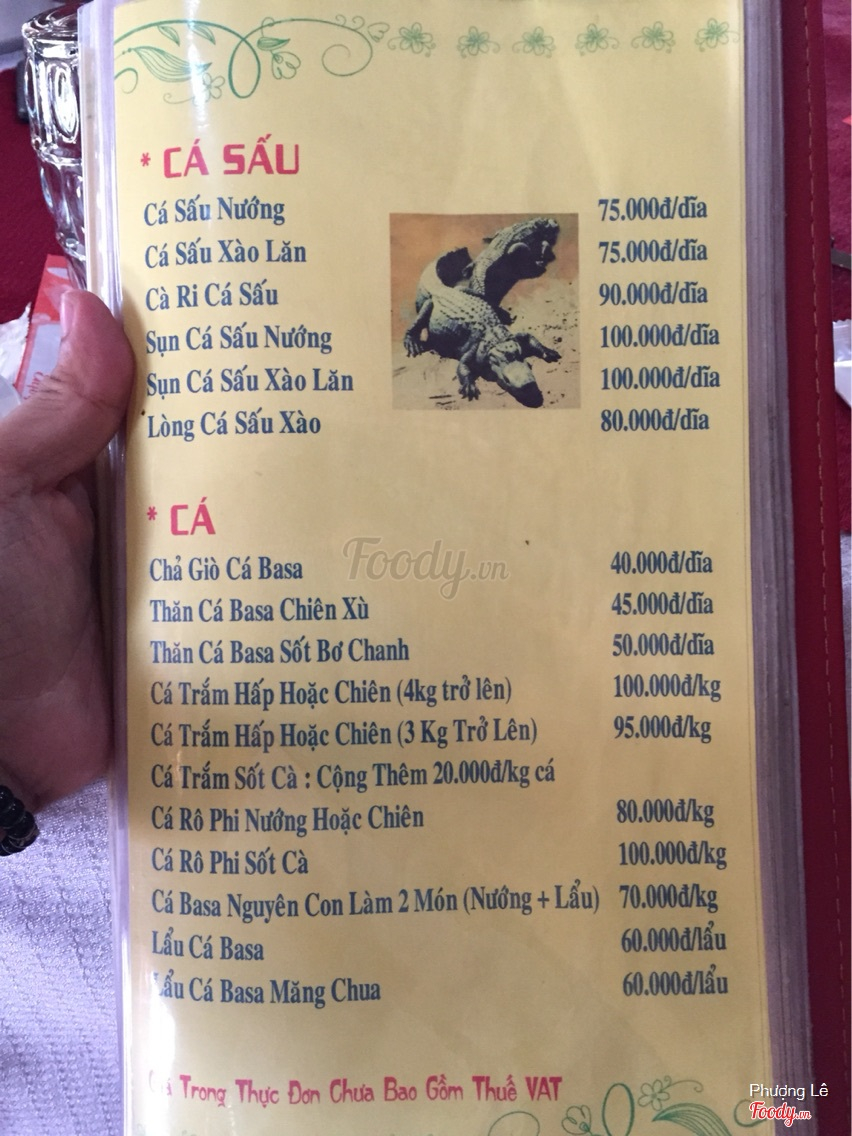 * CÁ SẤU
Cá Sấu Nướng 75.000đ/dĩa
Cá Sấu Xào Lăn 75.000đ/dĩa
Cà Ri Cá Sấu 90.000đ/dĩa
Sụn Cá Sấu Nướng 100.000đ/dĩa
Sụn Cá Sấu Xào Lăn 100.000đ/dĩa
Lòng Cá Sấu Xào 80.000đ/dĩa
* CÁ
Foody.vn
Chả Giò Cá Basa 40.000đ/dĩa
Thăn Cá Basa Chiên Xù 45.000đ/dĩa
Thăn Cá Basa Sốt Bơ Chanh 50.000đ/dĩa
Cá Trắm Hấp Hoặc Chiên (4kg trở lên) 100.000đ/kg
Cá Trắm Hấp Hoặc Chiên (3 Kg Trở Lên) 95.000đ/kg
Cá Trắm Sốt Cà : Cộng Thêm 20.000đ/kg cá
Cá Rô Phi Nướng Hoặc Chiên 80.000đ/kg
Cá Rô Phi Sốt Cà 100.000đ/kg
Cá Basa Nguyên Con Làm 2 Món (Nướng + Lẩu) 70.000đ/kg
Lẩu Cá Basa 60.000đ/lẩu
Lẩu Cá Basa Măng Chua 60.000đ/lẩu
Giá Trong Thực Đơn Chưa Bao Gồm Thuế VAT
Phượng Lê
Foody.vn